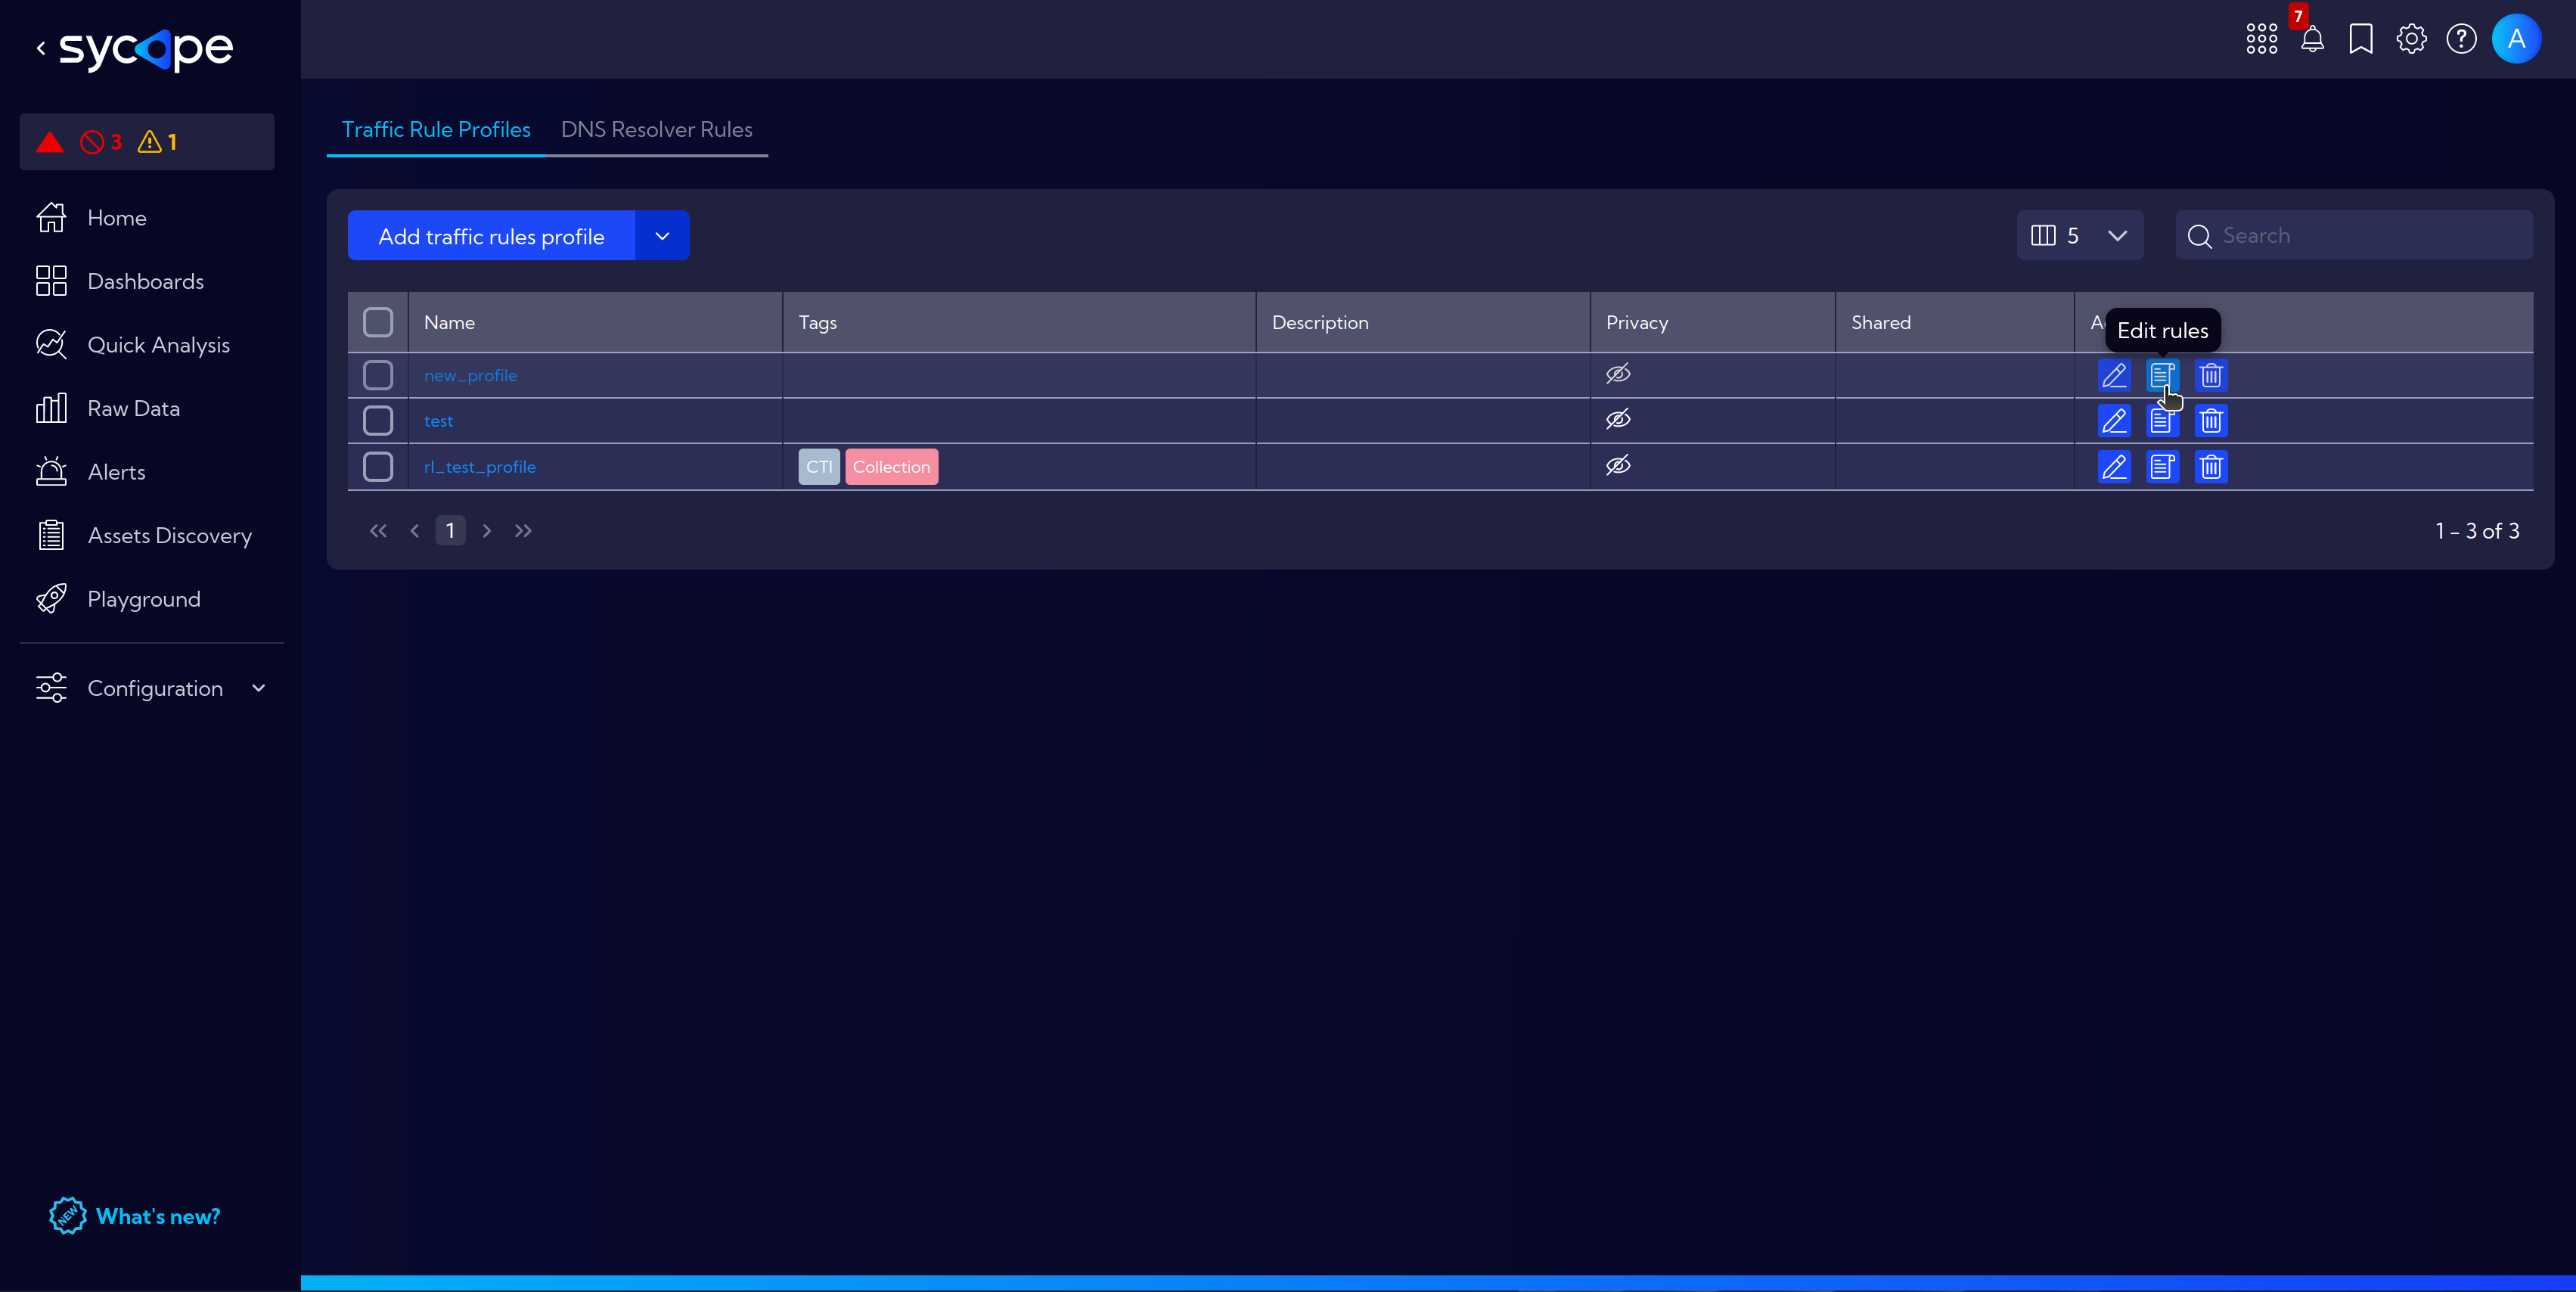 sycope
3 1
Home
Dashboards
Quick Analysis
Raw Data
Alerts
Assets Discovery
Playground
Configuration
NEW What's new?
7
? A
Traffic Rule Profiles DNS Resolver Rules
Add traffic rules profile
5 Search
Name Tags Description Privacy Shared
Edit rules
new_profile
test
rl_test_profile CTI Collection
1
1 - 3 of 3